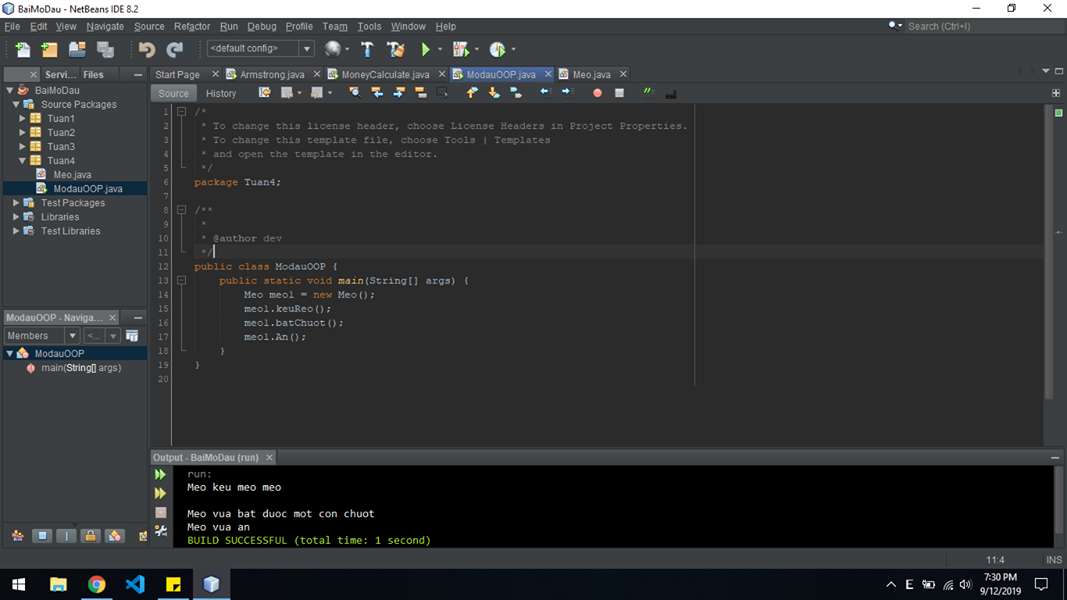 BaiMoDau - NetBeans IDE 8.2
File Edit View Navigate Source Refactor Run Debug Profile Team Tools Window Help
Search (Ctrl+I)
<default config>
Servi... Files
Start Page Armstrong.java MoneyCalculate.java ModauOOP.java Meo.java
Source History
BaiMoDau
Source Packages
Tuan1
Tuan2
Tuan3
Tuan4
Meo.java
ModauOOP.java
Test Packages
Libraries
Test Libraries
1 /*
2 * To change this license header, choose License Headers in Project Properties.
3 * To change this template file, choose Tools | Templates
4 * and open the template in the editor.
5 */
6 package Tuan4;
7
8 /**
9 *
10 * @author dev
11 */
12 public class ModauOOP {
13 public static void main(String[] args) {
14 Meo meo1 = new Meo();
15 meo1.keuReo();
16 meo1.batChuot();
17 meo1.An();
18 }
19 }
20
ModauOOP - Naviga...
Members <...
ModauOOP
main(String[] args)
Output - BaiMoDau (run)
run:
Meo keu meo meo
Meo vua bat duoc mot con chuot
Meo vua an
BUILD SUCCESSFUL (total time: 1 second)
11:4 INS
E
7:30 PM
9/12/2019